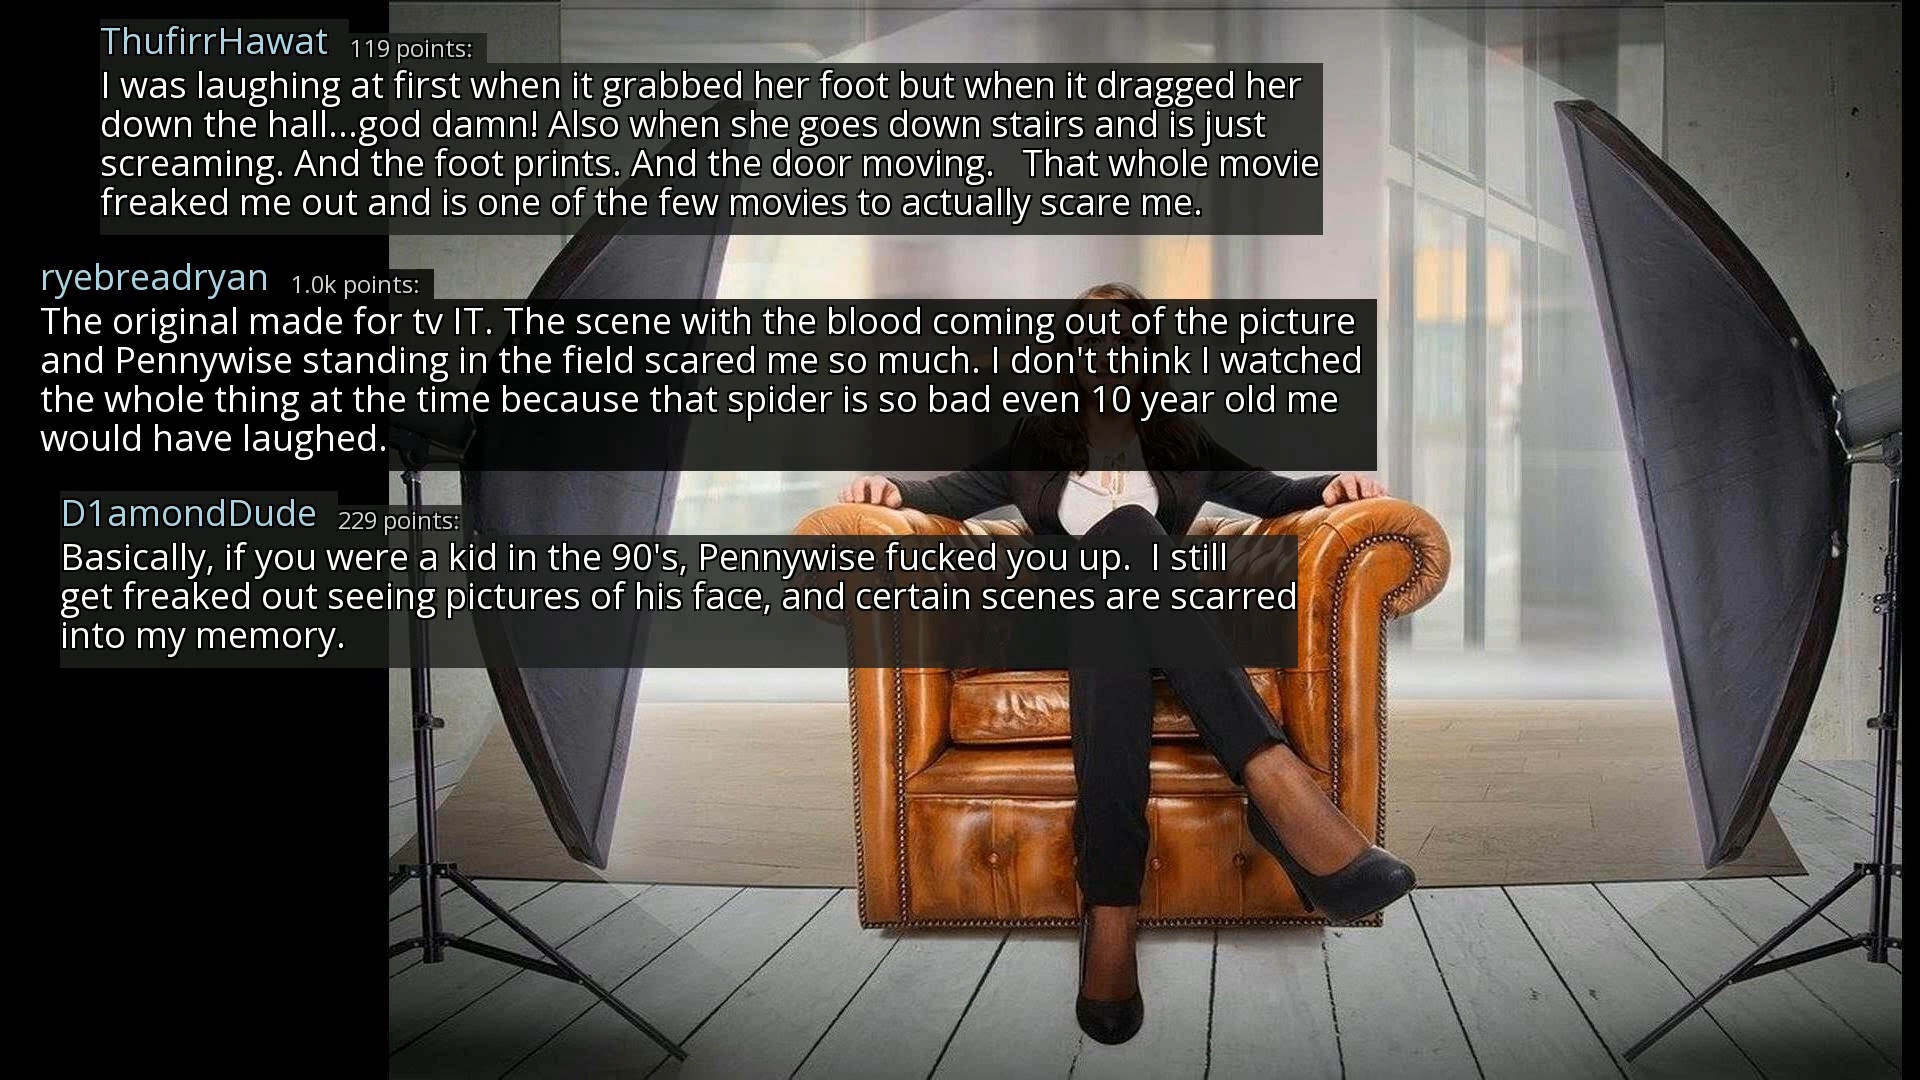 ThufirrHawat 119 points:
I was laughing at first when it grabbed her foot but when it dragged her
down the hall...god damn! Also when she goes down stairs and is just
screaming. And the foot prints. And the door moving.   That whole movie
freaked me out and is one of the few movies to actually scare me.
ryebreadryan 1.0k points:
The original made for tv IT. The scene with the blood coming out of the picture
and Pennywise standing in the field scared me so much. I don't think I watched
the whole thing at the time because that spider is so bad even 10 year old me
would have laughed.
D1amondDude 229 points:
Basically, if you were a kid in the 90's, Pennywise fucked you up.  I still
get freaked out seeing pictures of his face, and certain scenes are scarred
into my memory.